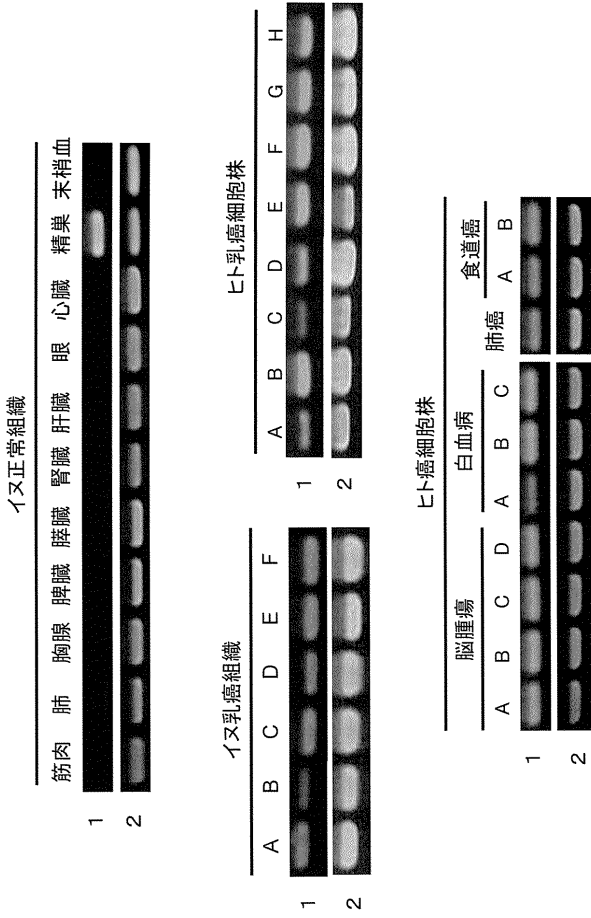 イヌ正常組織
筋肉 肺 胸腺 脾臓 膵臓 腎臓 肝臓 眼 心臓 精巣 末梢血
1
2
イヌ乳癌組織
A B C D E F
1
2
ヒト乳癌細胞株
A B C D E F G H
1
2
ヒト癌細胞株
脳腫瘍 白血病 肺癌 食道癌
A B C D A B C A B
1
2